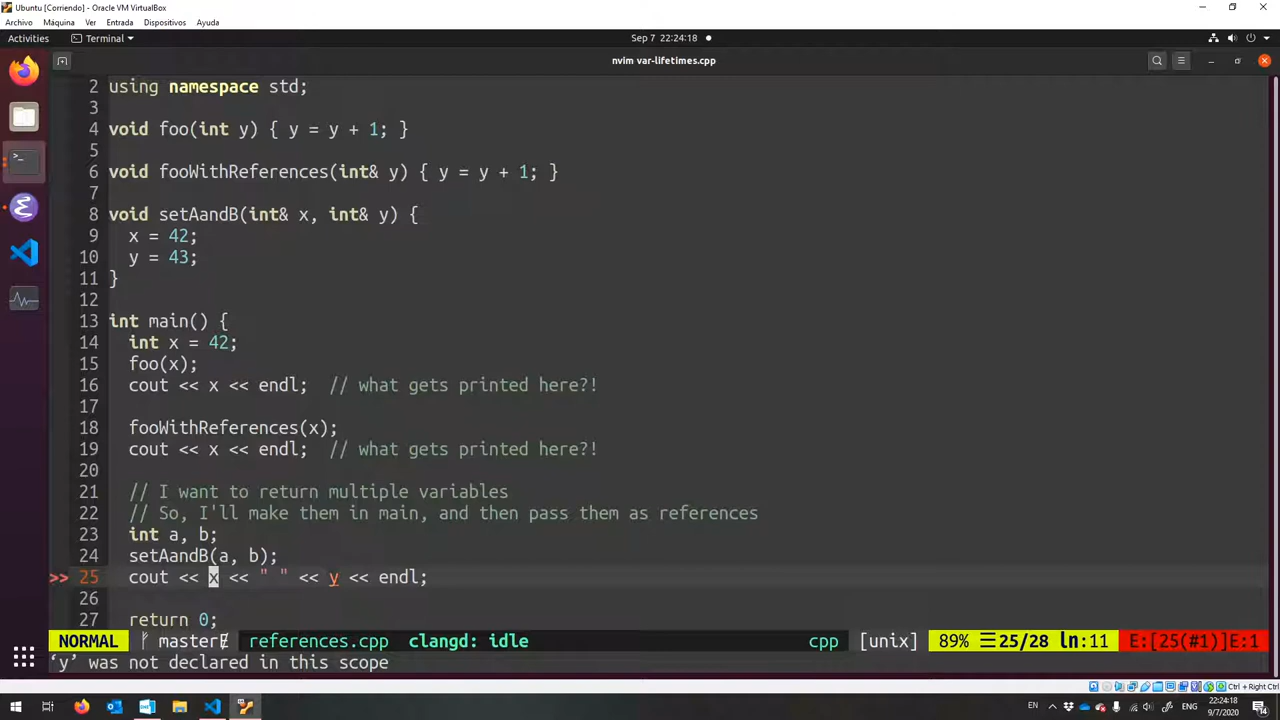 Ubuntu [Corriendo] - Oracle VM VirtualBox
Archivo Máquina Ver Entrada Dispositivos Ayuda
Activities Terminal Sep 7 22:24:18
nvim var-lifetimes.cpp
2 using namespace std;
3
4 void foo(int y) { y = y + 1; }
5
6 void fooWithReferences(int& y) { y = y + 1; }
7
8 void setAandB(int& x, int& y) {
9 x = 42;
10 y = 43;
11 }
12
13 int main() {
14 int x = 42;
15 foo(x);
16 cout << x << endl; // what gets printed here?!
17
18 fooWithReferences(x);
19 cout << x << endl; // what gets printed here?!
20
21 // I want to return multiple variables
22 // So, I'll make them in main, and then pass them as references
23 int a, b;
24 setAandB(a, b);
>> 25 cout << x << " " << y << endl;
26
27 return 0;
NORMAL master references.cpp clangd: idle cpp [unix] 89% ☰25/28 ln:11 E:[25(#1)]E:1
‘y’ was not declared in this scope
Ctrl + Right Ctrl
EN ENG 22:24:18
9/7/2020 14